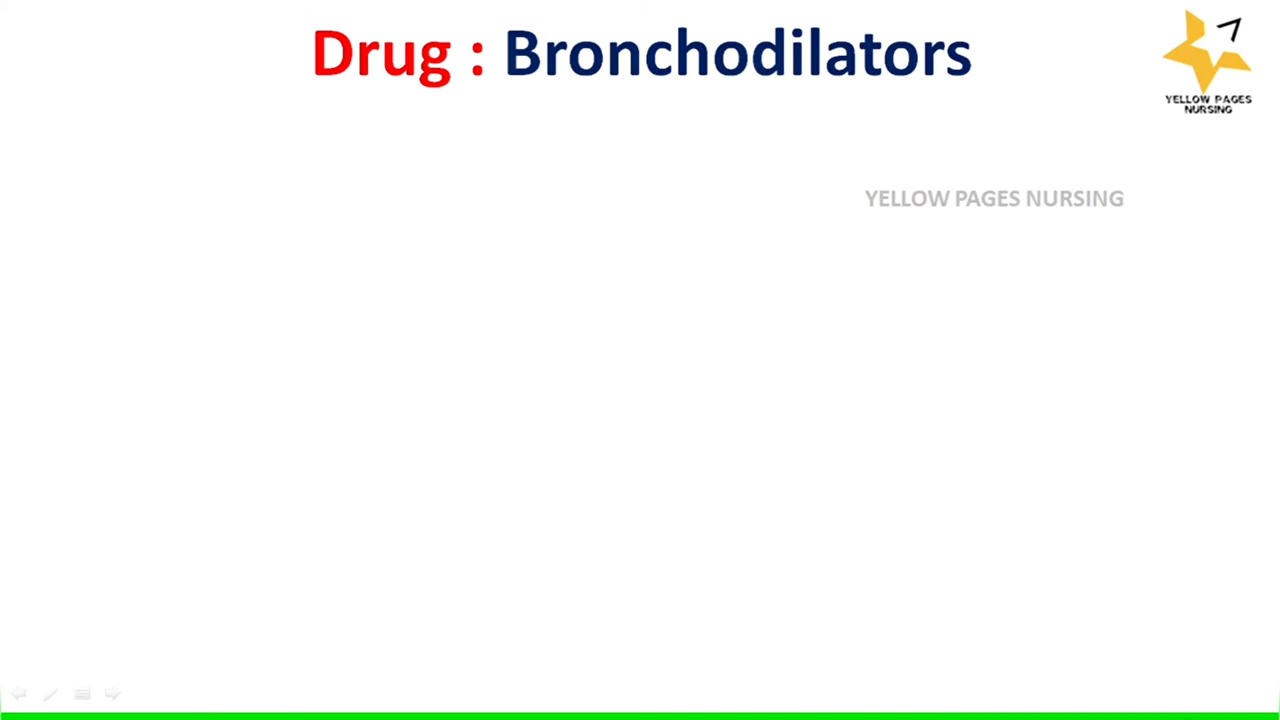 Drug : Bronchodilators
YELLOW PAGES
NURSING
YELLOW PAGES NURSING